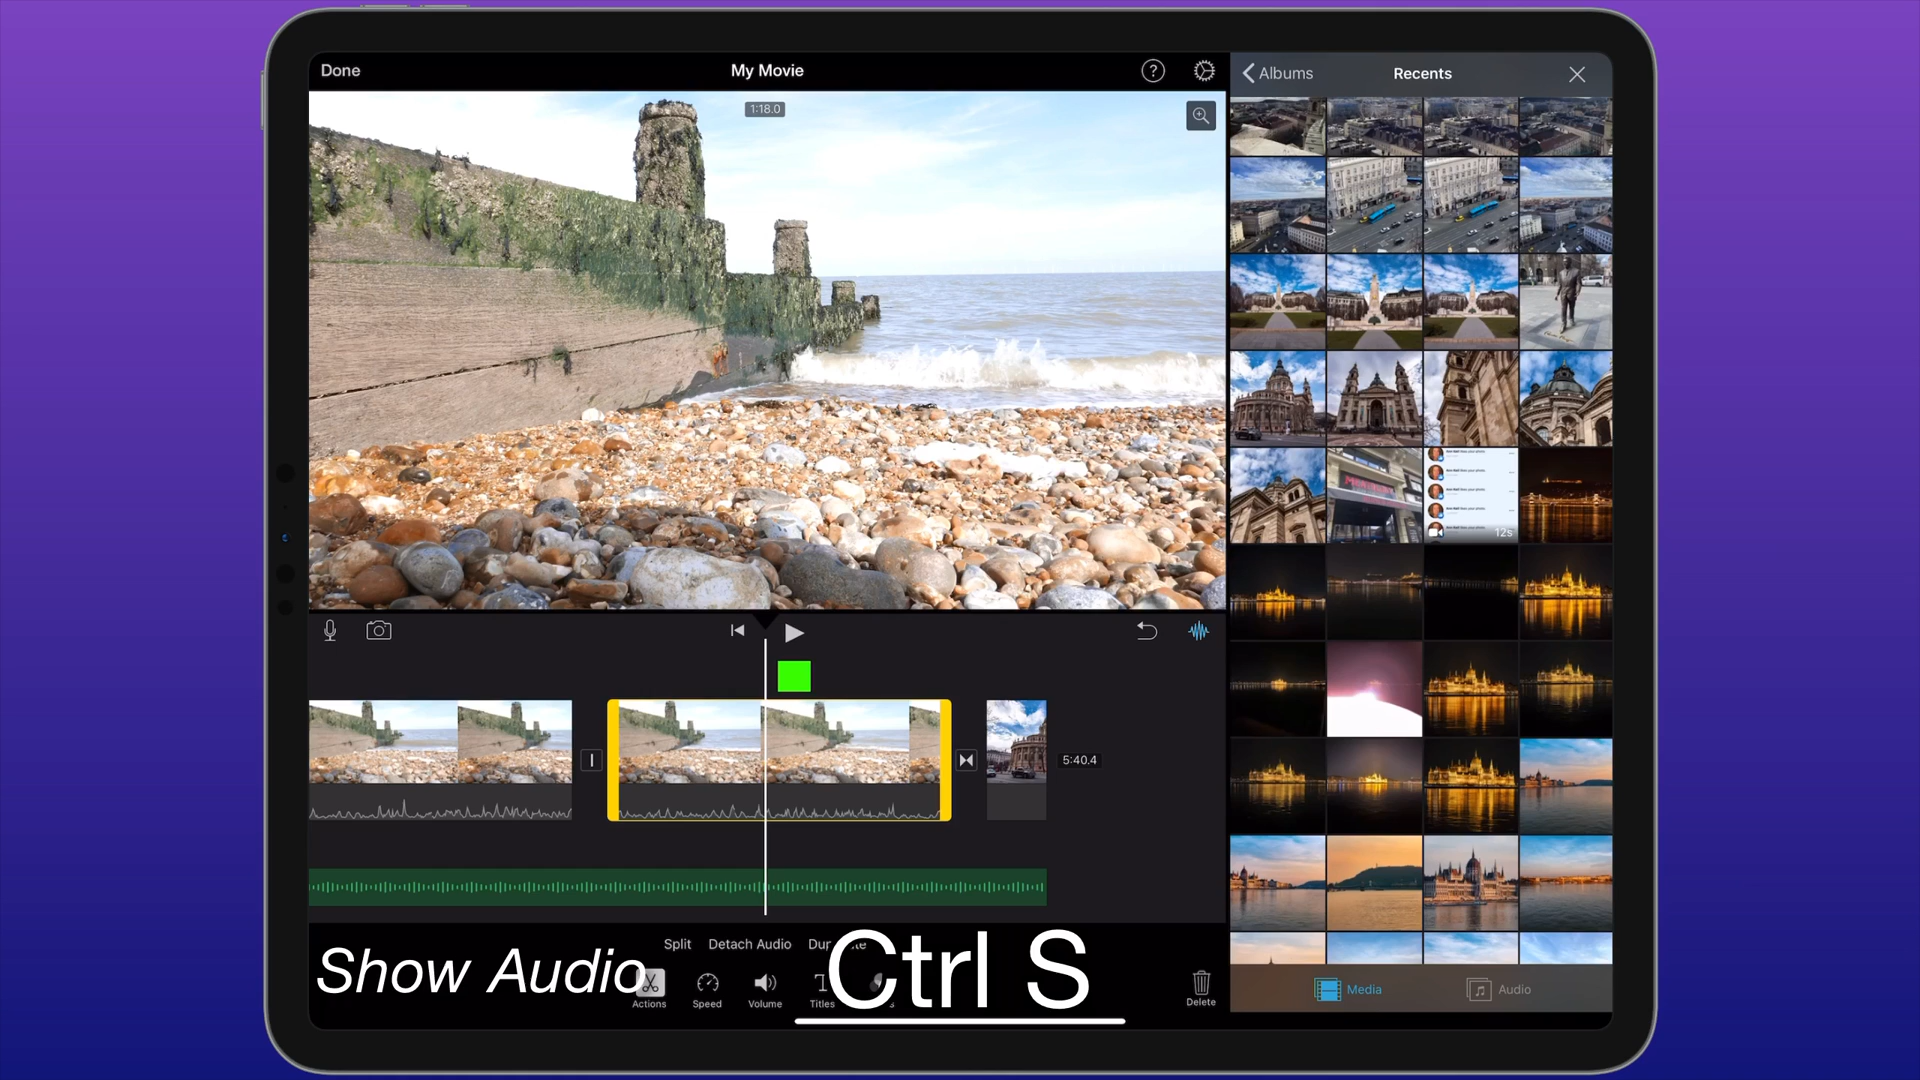 Done
My Movie
?
Albums
Recents
1:18.0
12s
5:40.4
Split
Detach Audio
Show Audio
Ctrl S
Actions
Speed
Volume
Titles
Delete
Media
Audio